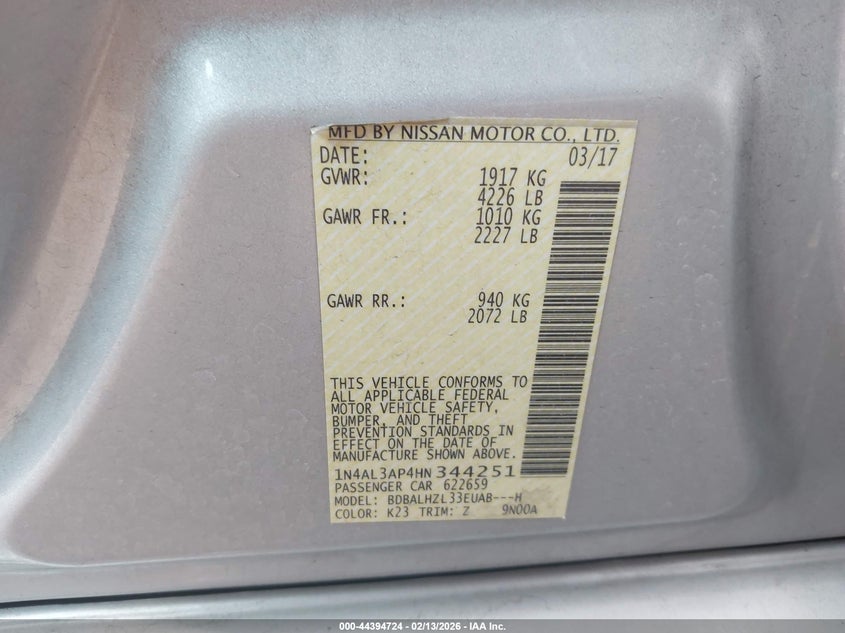 MFD BY NISSAN MOTOR CO., LTD.
DATE: 03/17
GVWR: 1917 KG
4226 LB
GAWR FR.: 1010 KG
2227 LB
GAWR RR.: 940 KG
2072 LB
THIS VEHICLE CONFORMS TO
ALL APPLICABLE FEDERAL
MOTOR VEHICLE SAFETY,
BUMPER, AND THEFT
PREVENTION STANDARDS IN
EFFECT ON THE DATE OF
MANUFACTURE SHOWN ABOVE.
1N4AL3AP4HN344251
PASSENGER CAR 622659
MODEL: BDBALHZL33EUAB---H
COLOR: K23 TRIM: Z 9N00A
000-44394724 - 02/13/2026 - IAA Inc.